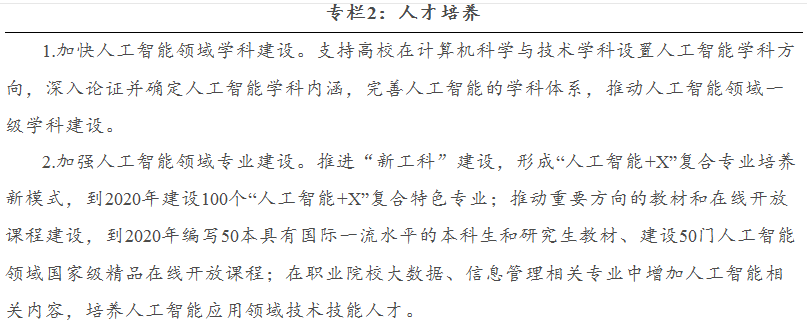 专栏2：人才培养
1.加快人工智能领域学科建设。支持高校在计算机科学与技术学科设置人工智能学科方
向，深入论证并确定人工智能学科内涵，完善人工智能的学科体系，推动人工智能领域一
级学科建设。
2.加强人工智能领域专业建设。推进“新工科”建设，形成“人工智能+X”复合专业培养
新模式，到2020年建设100个“人工智能+X”复合特色专业；推动重要方向的教材和在线开放
课程建设，到2020年编写50本具有国际一流水平的本科生和研究生教材、建设50门人工智能
领域国家级精品在线开放课程；在职业院校大数据、信息管理相关专业中增加人工智能相
关内容，培养人工智能应用领域技术技能人才。